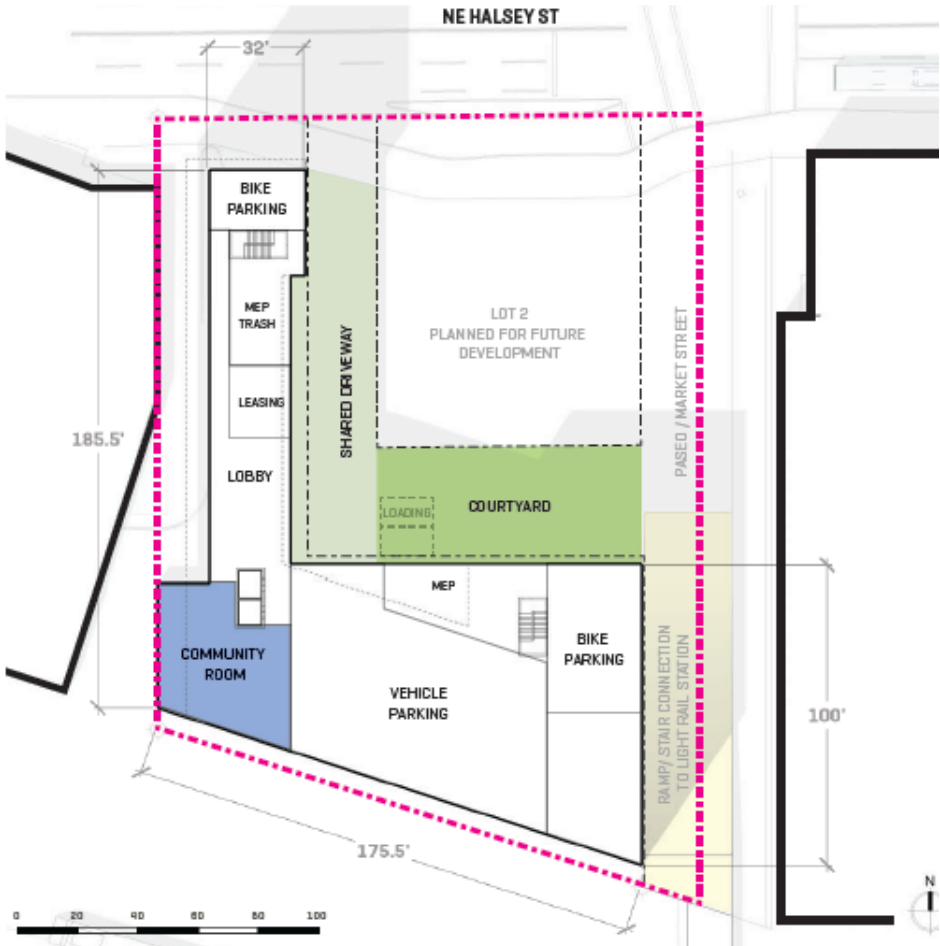 NE HALSEY ST
32'
BIKE
PARKING
MEP
TRASH
LEASING
LOBBY
SHARED DRIVEWAY
LOT 2
PLANNED FOR FUTURE
DEVELOPMENT
PASEO / MARKET STREET
185.5'
LOADING
COURTYARD
MEP
BIKE
PARKING
COMMUNITY
ROOM
VEHICLE
PARKING
RAMP/ STAIR CONNECTION
TO LIGHT RAIL STATION
100'
175.5'
0 20 40 60 80 100
N